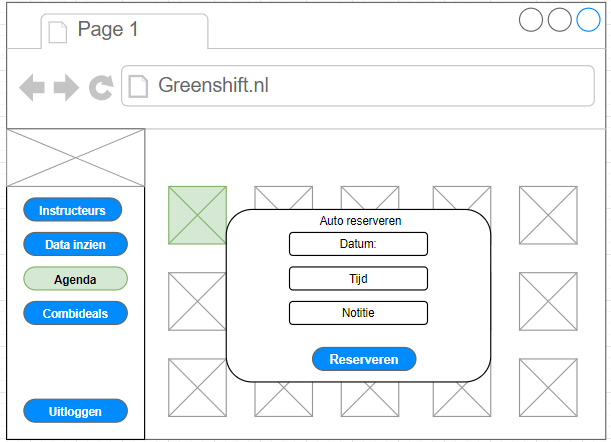 Page 1
Greenshift.nl
Instructeurs
Data inzien
Agenda
Combideals
Uitloggen
Auto reserveren
Datum:
Tijd
Notitie
Reserveren